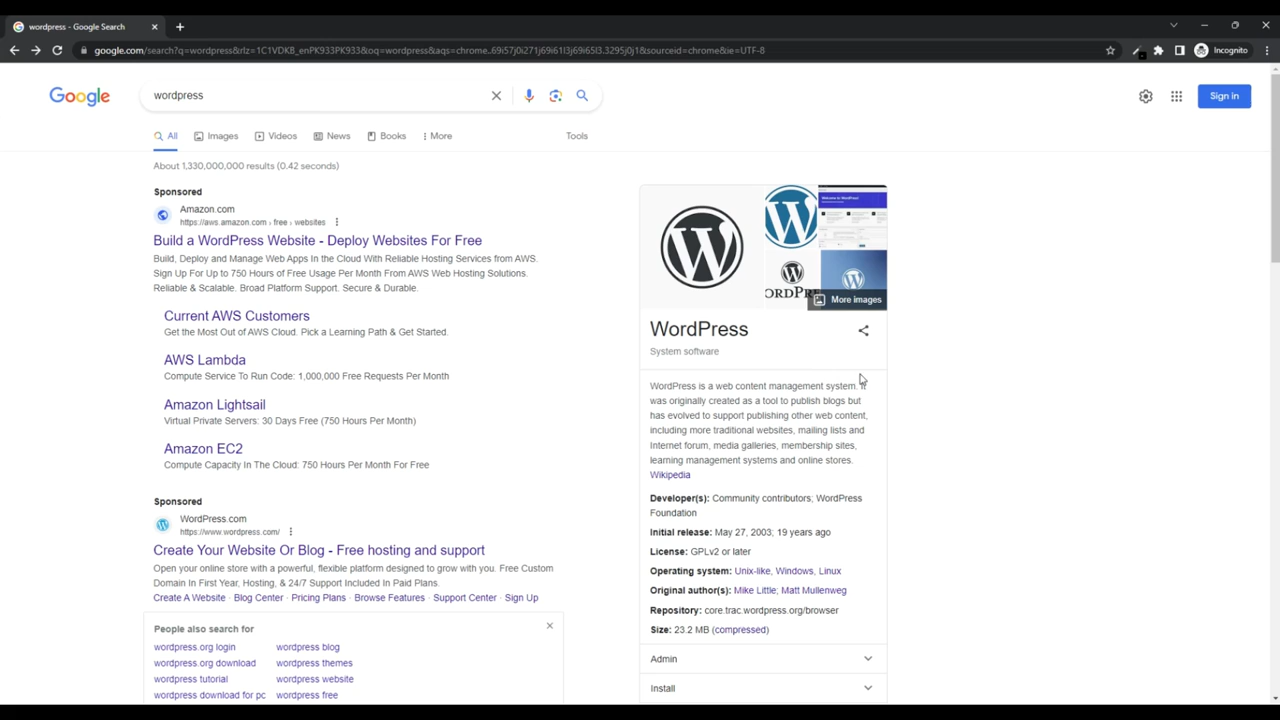 wordpress - Google Search
google.com/search?q=wordpress&rlz=1C1VDKB_enPK933PK933&oq=wordpress&aqs=chrome..69i57j0i271j69i61l3j69i65l3.3295j0j1&sourceid=chrome&ie=UTF-8
Incognito
Google
wordpress
Sign in
All
Images
Videos
News
Books
More
Tools
About 1,330,000,000 results (0.42 seconds)
Sponsored
Amazon.com
https://aws.amazon.com › free › websites
Build a WordPress Website - Deploy Websites For Free
Build, Deploy and Manage Web Apps In the Cloud With Reliable Hosting Services from AWS.
Sign Up For Up to 750 Hours of Free Usage Per Month From AWS Web Hosting Solutions.
Reliable & Scalable. Broad Platform Support. Secure & Durable.
Current AWS Customers
Get the Most Out of AWS Cloud. Pick a Learning Path & Get Started.
AWS Lambda
Compute Service To Run Code: 1,000,000 Free Requests Per Month
Amazon Lightsail
Virtual Private Servers: 30 Days Free (750 Hours Per Month)
Amazon EC2
Compute Capacity In The Cloud: 750 Hours Per Month For Free
Sponsored
WordPress.com
https://www.wordpress.com/
Create Your Website Or Blog - Free hosting and support
Open your online store with a powerful, flexible platform designed to grow with you. Free Custom
Domain In First Year, Hosting, & 24/7 Support Included In Paid Plans.
Create A Website · Blog Center · Pricing Plans · Browse Features · Support Center · Sign Up
People also search for
wordpress.org login
wordpress blog
wordpress.org download
wordpress themes
wordpress tutorial
wordpress website
wordpress download for pc
wordpress free
ORDPRE
More images
WordPress
System software
WordPress is a web content management system. It
was originally created as a tool to publish blogs but
has evolved to support publishing other web content,
including more traditional websites, mailing lists and
Internet forum, media galleries, membership sites,
learning management systems and online stores.
Wikipedia
Developer(s): Community contributors; WordPress
Foundation
Initial release: May 27, 2003; 19 years ago
License: GPLv2 or later
Operating system: Unix-like, Windows, Linux
Original author(s): Mike Little; Matt Mullenweg
Repository: core.trac.wordpress.org/browser
Size: 23.2 MB (compressed)
Admin
Install